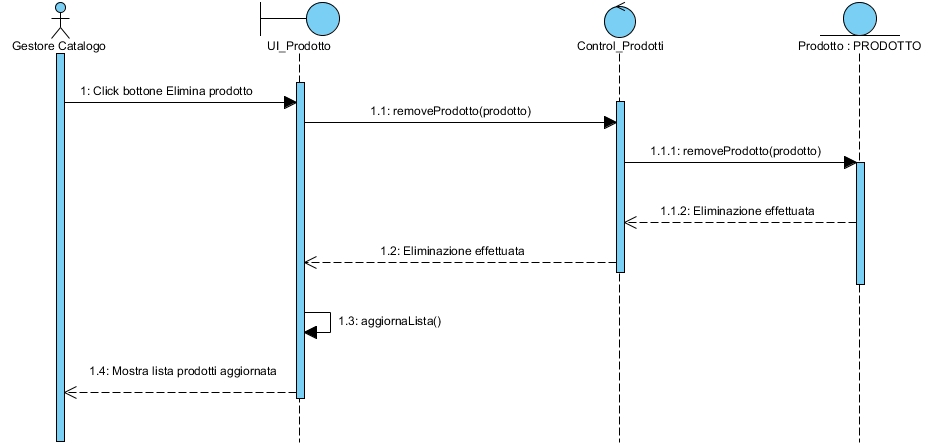 Gestore Catalogo
UI_Prodotto
Control_Prodotti
Prodotto : PRODOTTO
1: Click bottone Elimina prodotto
1.1: removeProdotto(prodotto)
1.1.1: removeProdotto(prodotto)
1.1.2: Eliminazione effettuata
1.2: Eliminazione effettuata
1.3: aggiornaLista()
1.4: Mostra lista prodotti aggiornata